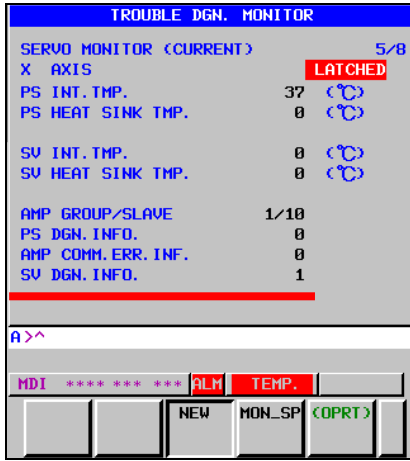 TROUBLE DGN. MONITOR
SERVO MONITOR (CURRENT) 5/8
X AXIS LATCHED
PS INT.TMP. 37 (℃)
PS HEAT SINK TMP. 0 (℃)
SV INT.TMP. 0 (℃)
SV HEAT SINK TMP. 0 (℃)
AMP GROUP/SLAVE 1/10
PS DGN.INFO. 0
AMP COMM.ERR.INF. 0
SV DGN.INFO. 1
A>^
MDI **** *** *** ALM TEMP.
NEW MON_SP (OPRT)